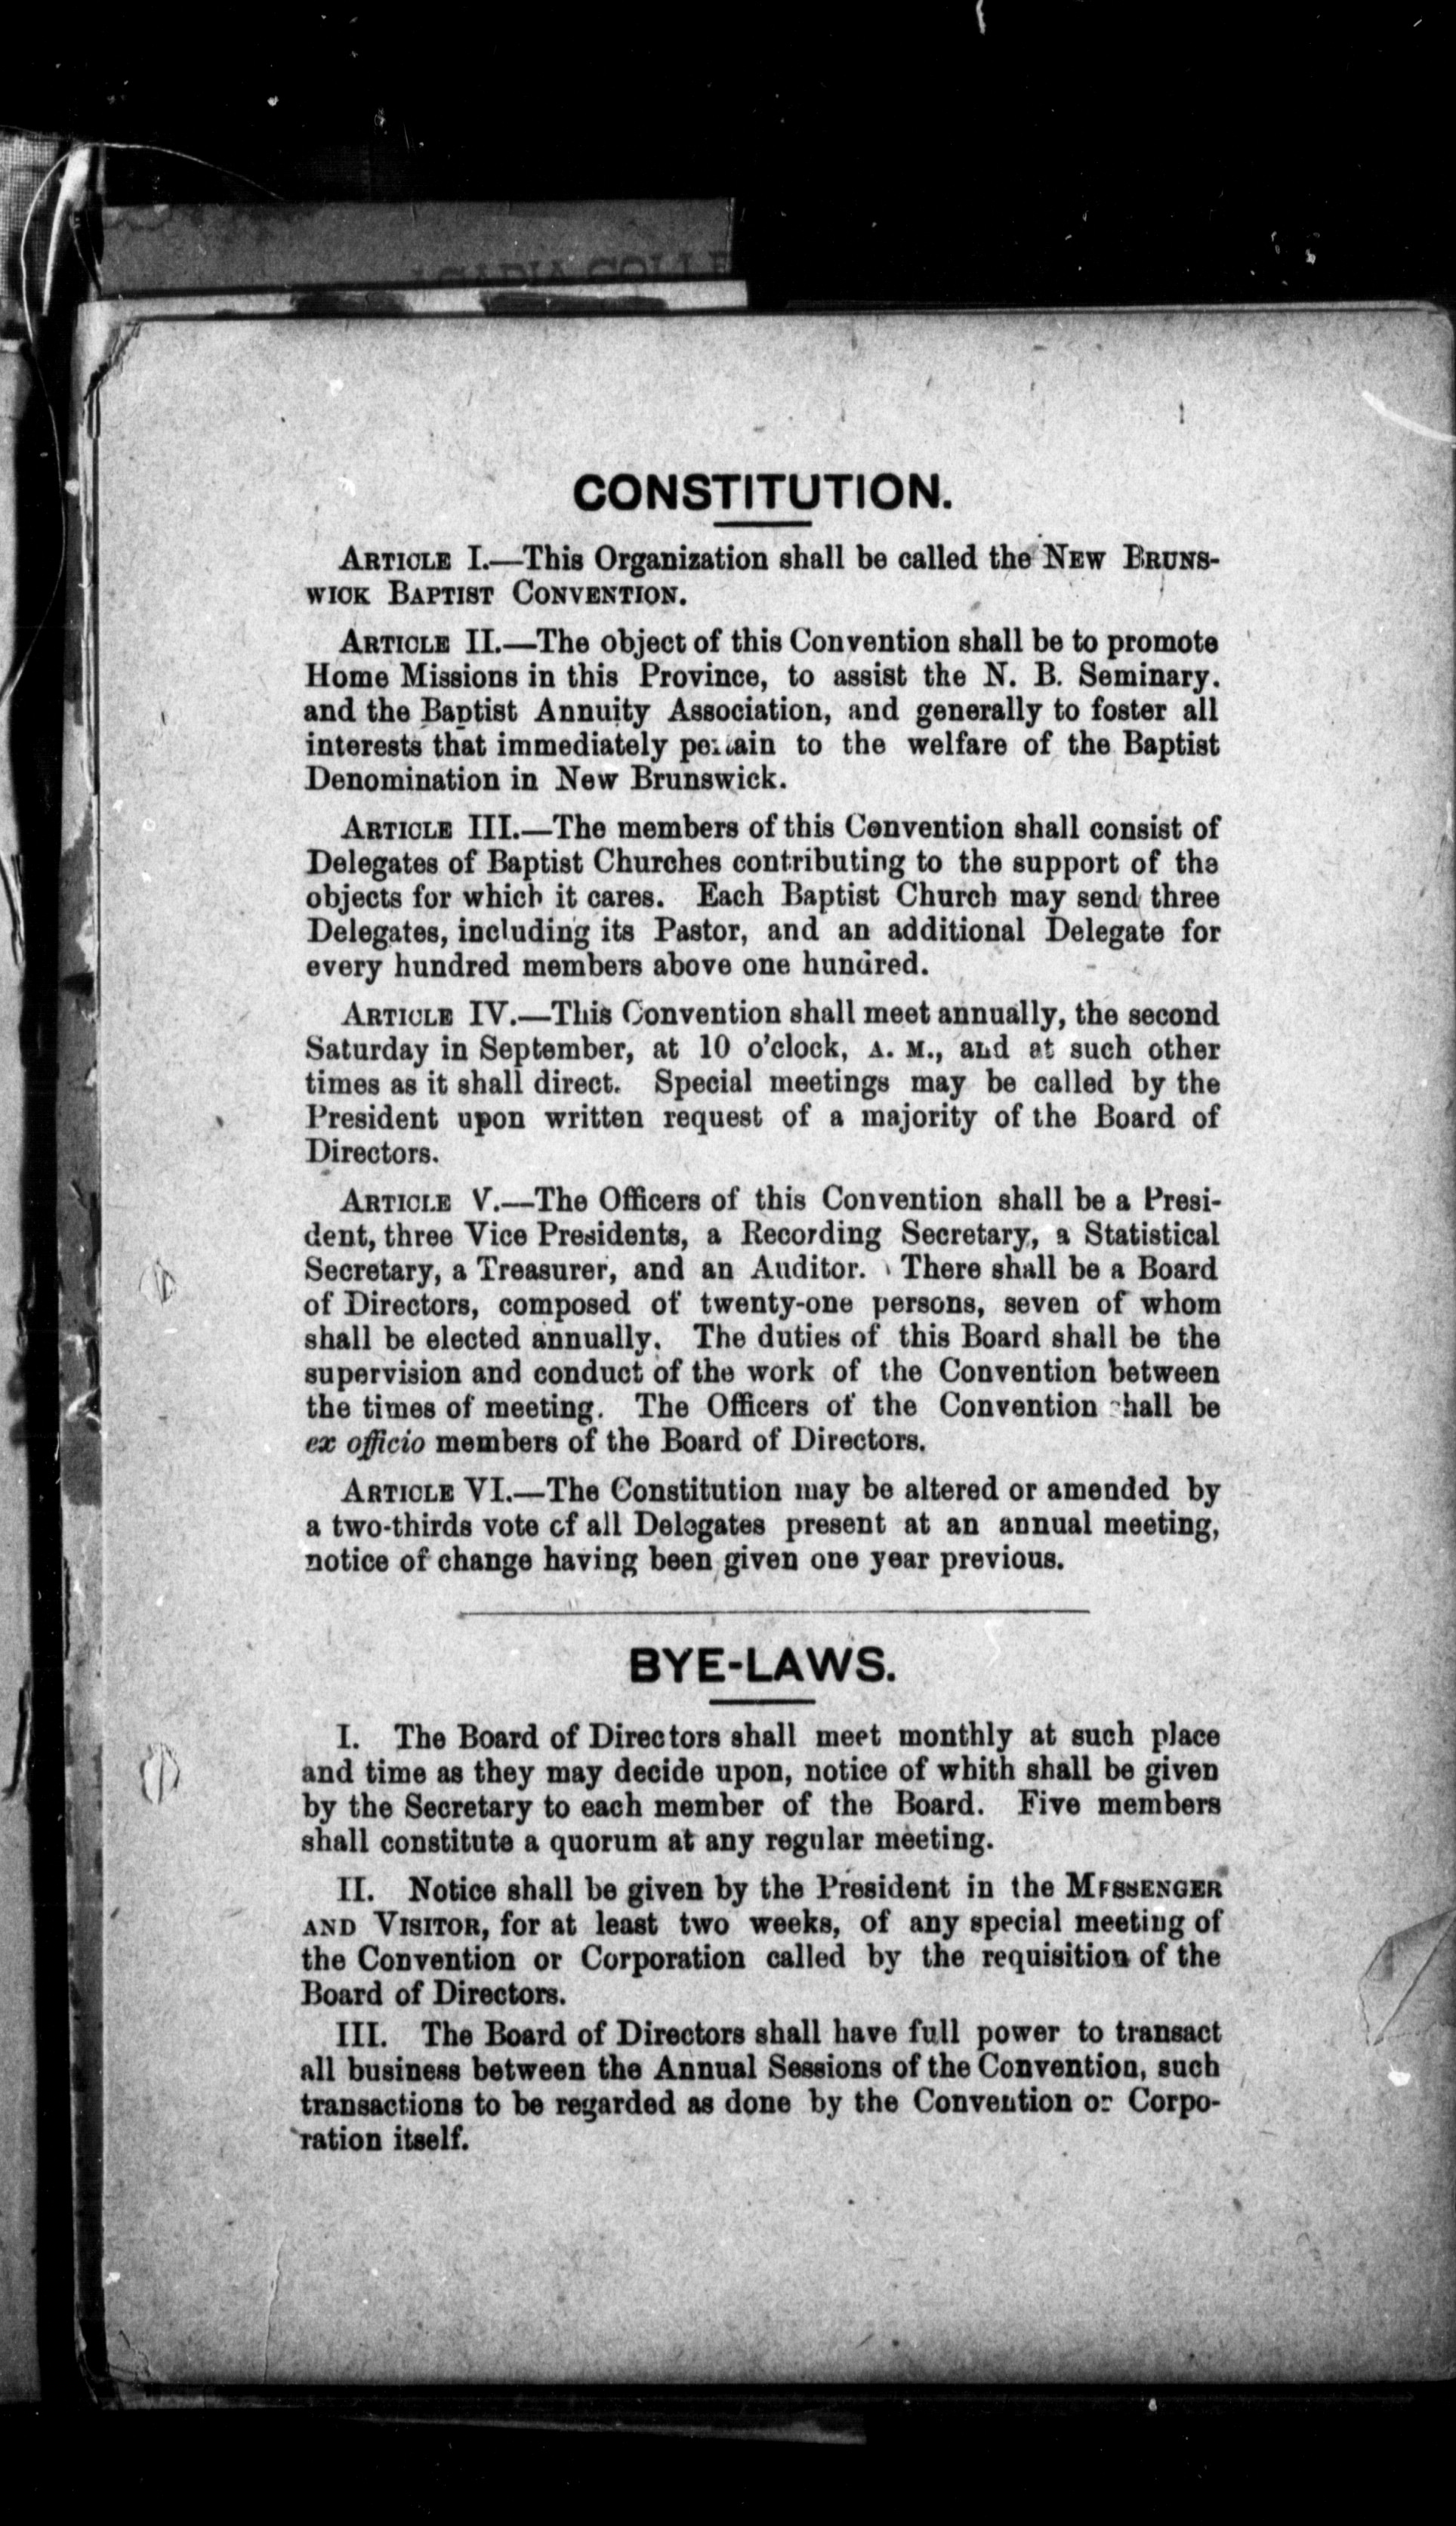 ACADIA COLLE
CONSTITUTION.
ARTICLE I.—This Organization shall be called the NEW BRUNS-
WICK BAPTIST CONVENTION.
ARTICLE II.—The object of this Convention shall be to promote
Home Missions in this Province, to assist the N. B. Seminary.
and the Baptist Annuity Association, and generally to foster all
interests that immediately pertain to the welfare of the Baptist
Denomination in New Brunswick.
ARTICLE III.—The members of this Convention shall consist of
Delegates of Baptist Churches contributing to the support of the
objects for which it cares. Each Baptist Church may send three
Delegates, including its Pastor, and an additional Delegate for
every hundred members above one hundred.
ARTICLE IV.—This Convention shall meet annually, the second
Saturday in September, at 10 o'clock, A. M., and at such other
times as it shall direct. Special meetings may be called by the
President upon written request of a majority of the Board of
Directors.
ARTICLE V.—The Officers of this Convention shall be a Presi-
dent, three Vice Presidents, a Recording Secretary, a Statistical
Secretary, a Treasurer, and an Auditor. There shall be a Board
of Directors, composed of twenty-one persons, seven of whom
shall be elected annually. The duties of this Board shall be the
supervision and conduct of the work of the Convention between
the times of meeting. The Officers of the Convention shall be
ex officio members of the Board of Directors.
ARTICLE VI.—The Constitution may be altered or amended by
a two-thirds vote of all Delegates present at an annual meeting,
notice of change having been given one year previous.
BYE-LAWS.
I. The Board of Directors shall meet monthly at such place
and time as they may decide upon, notice of whith shall be given
by the Secretary to each member of the Board. Five members
shall constitute a quorum at any regular meeting.
II. Notice shall be given by the President in the MESSENGER
AND VISITOR, for at least two weeks, of any special meeting of
the Convention or Corporation called by the requisition of the
Board of Directors.
III. The Board of Directors shall have full power to transact
all business between the Annual Sessions of the Convention, such
transactions to be regarded as done by the Convention or Corpo-
ration itself.